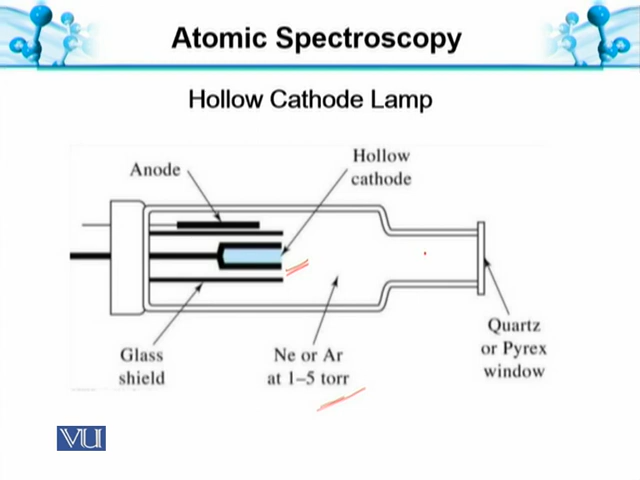 Atomic Spectroscopy
Hollow Cathode Lamp
Anode
Hollow
cathode
Glass
shield
Ne or Ar
at 1–5 torr
Quartz
or Pyrex
window
VU